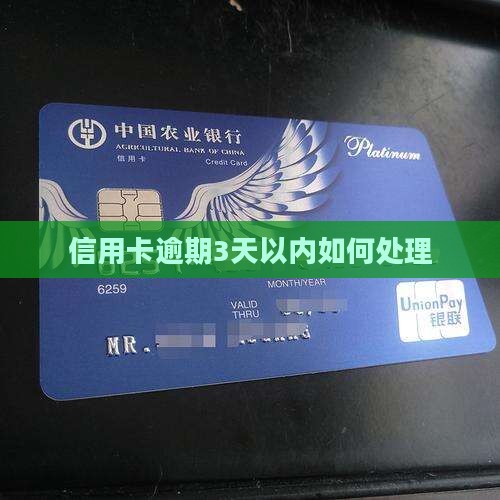 中国农业银行
AGRICULTURAL BANK OF CHINA
信用卡
Credit Card
Platinum
信用卡逾期3天以内如何处理
6259
MONTH/YEAR
VALID
THRU
UnionPay
银联
MR.